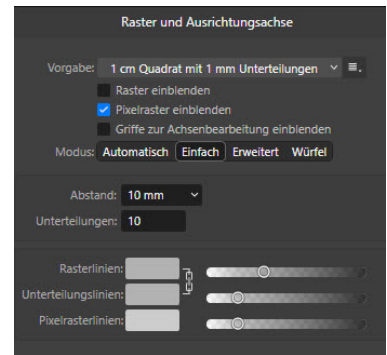 Raster und Ausrichtungsachse
Vorgabe: 1 cm Quadrat mit 1 mm Unterteilungen
Raster einblenden
Pixelraster einblenden
Griffe zur Achsenbearbeitung einblenden
Modus: Automatisch Einfach Erweitert Würfel
Abstand: 10 mm
Unterteilungen: 10
Rasterlinien:
Unterteilungslinien:
Pixelrasterlinien: